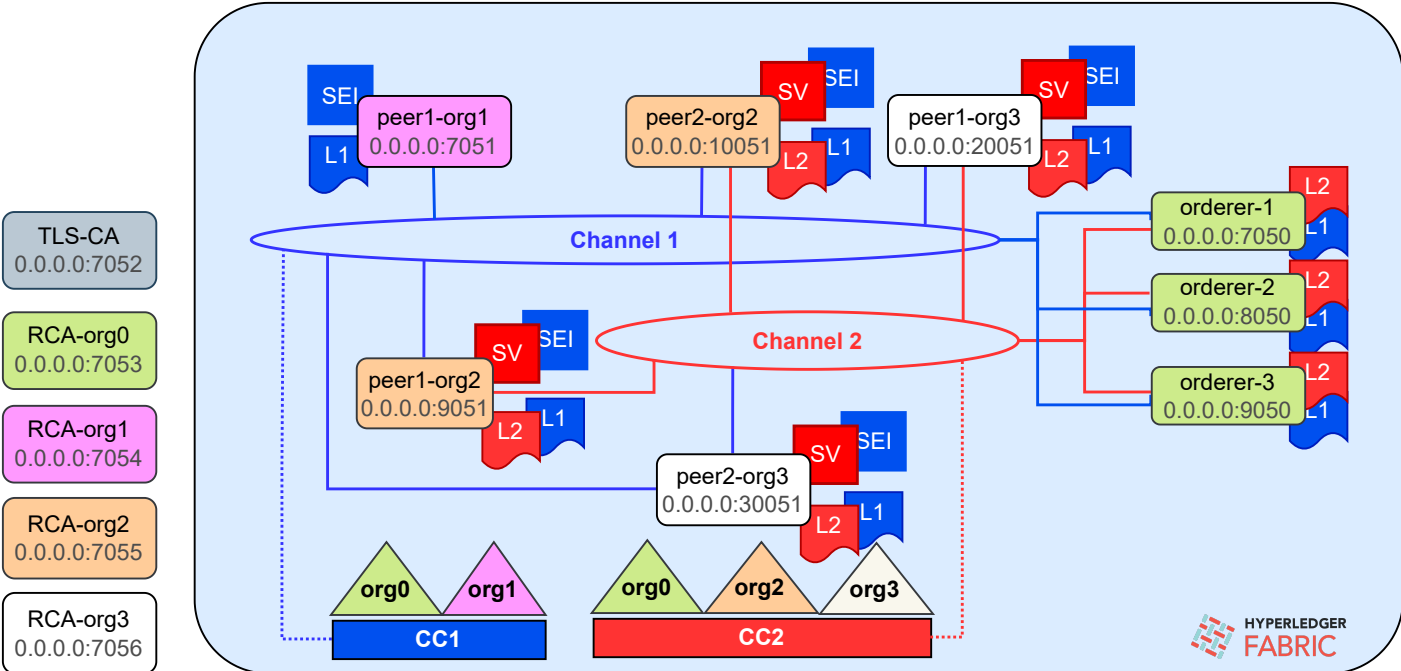 TLS-CA
0.0.0.0:7052
RCA-org0
0.0.0.0:7053
RCA-org1
0.0.0.0:7054
RCA-org2
0.0.0.0:7055
RCA-org3
0.0.0.0:7056
SEI
peer1-org1
0.0.0.0:7051
L1
SV
SEI
peer2-org2
0.0.0.0:10051
L2
L1
SV
SEI
peer1-org3
0.0.0.0:20051
L2
L1
Channel 1
L2
orderer-1
0.0.0.0:7050
L1
L2
orderer-2
0.0.0.0:8050
L1
L2
orderer-3
0.0.0.0:9050
L1
Channel 2
SV
SEI
peer1-org2
0.0.0.0:9051
L2
L1
SV
SEI
peer2-org3
0.0.0.0:30051
L2
L1
org0
org1
CC1
org0
org2
org3
CC2
HYPERLEDGER
FABRIC